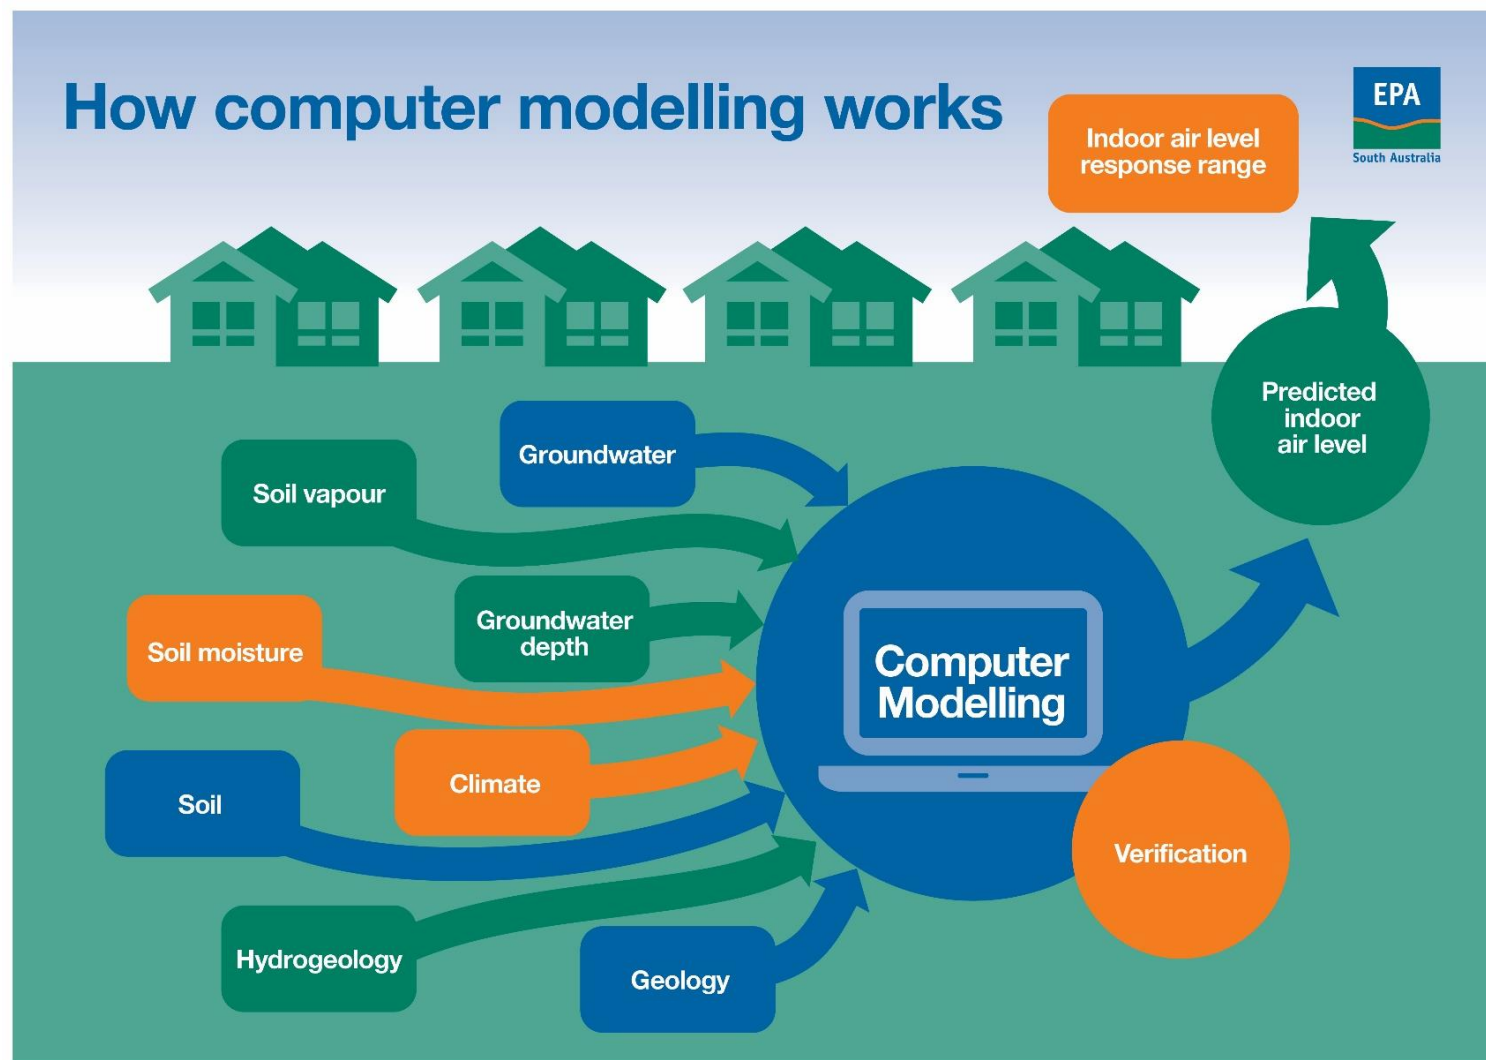 How computer modelling works
EPA
South Australia
Indoor air level
response range
Predicted
indoor
air level
Groundwater
Soil vapour
Groundwater
depth
Soil moisture
Climate
Soil
Hydrogeology
Geology
Computer
Modelling
Verification